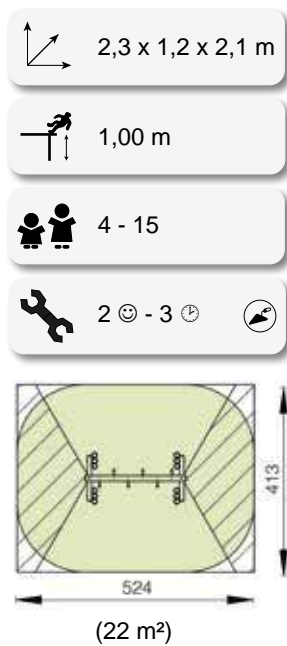 2,3 x 1,2 x 2,1 m
1,00 m
4 - 15
2 ☺ - 3 🕒
413
524
(22 m²)